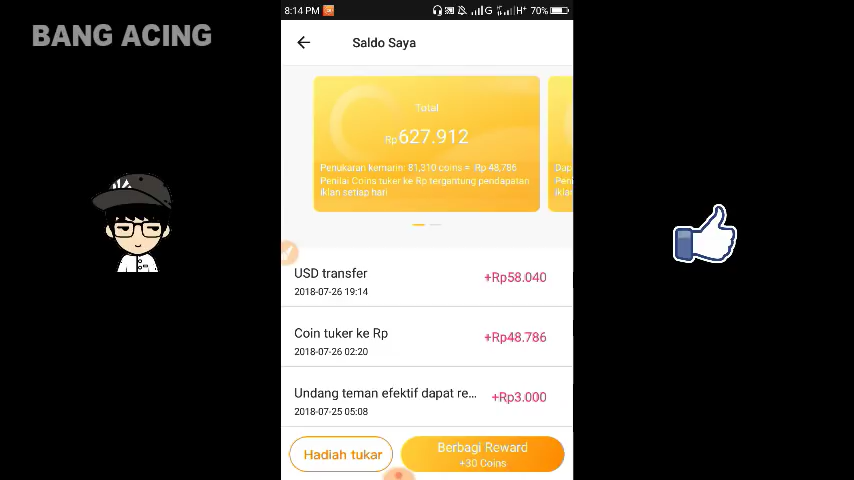 BANG ACING
8:14 PM
G
H+ 70%
Saldo Saya
Total
Rp627.912
Penukaran kemarin: 81,310 coins = Rp 48,786
Penilai Coins tuker ke Rp tergantung pendapatan
iklan setiap hari
Dap
USD transfer
+Rp58.040
2018-07-26 19:14
Coin tuker ke Rp
+Rp48.786
2018-07-26 02:20
Undang teman efektif dapat re...
+Rp3.000
2018-07-25 05:08
Hadiah tukar
Berbagi Reward
+30 Coins